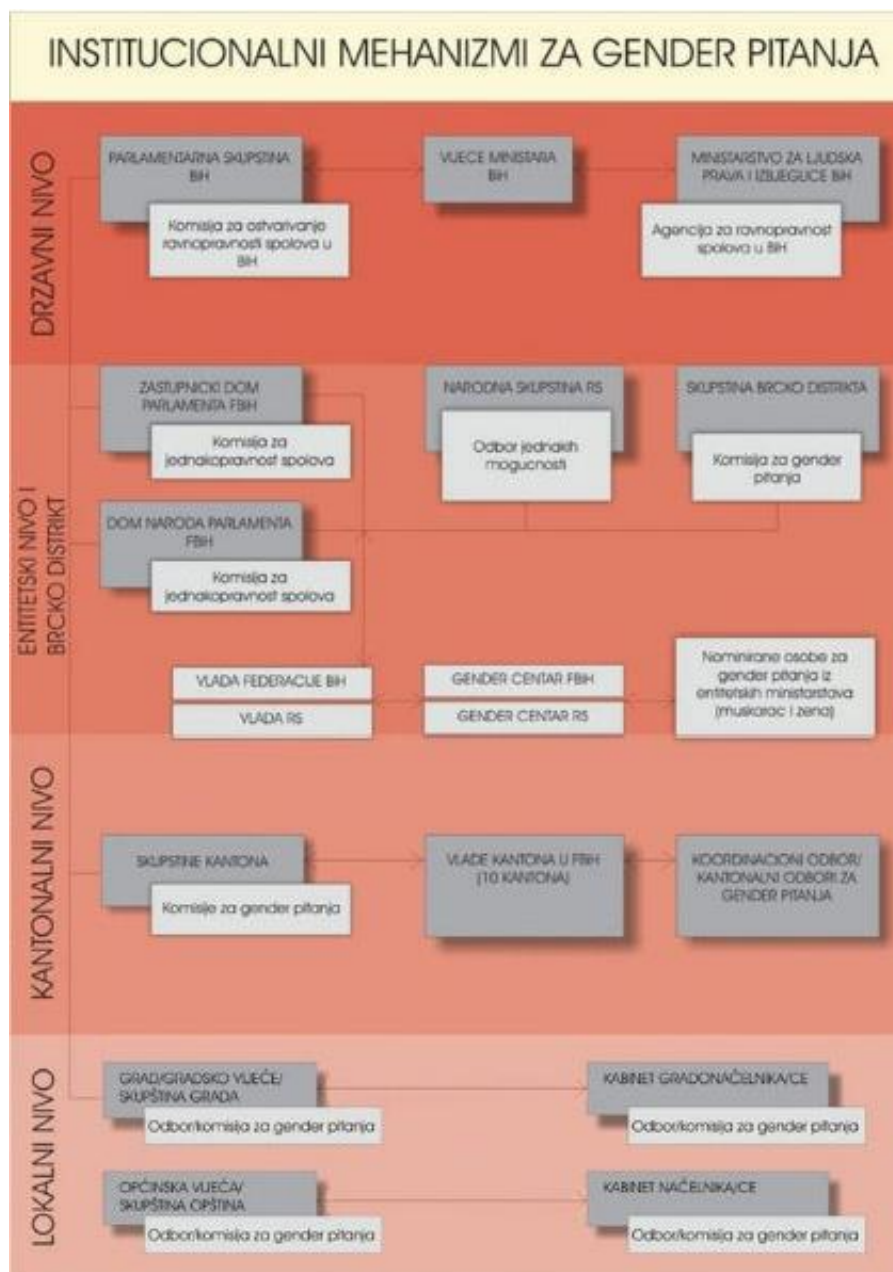 INSTITUCIONALNI MEHANIZMI ZA GENDER PITANJA
DRZAVNI NIVO
PARLAMENTARNA SKUPSTINA
BIH
Komisija za ostvarivanje
ravnopravnosti spolova u
BiH
VIJECE MINISTARA
BIH
MINISTARSTVO ZA LJUDSKA
PRAVA I IZBJEGLICE BIH
Agencija za ravnopravnost
spolova u BiH
ENTITETSKI NIVO I
BRCKO DISTRIKT
ZASTUPNICKI DOM
PARLAMENTA FBIH
Komisija za
jednakopravnost spolova
NARODNA SKUPSTINA RS
Odbor jednakih
mogucnosti
SKUPSTINA BRCKO DISTRIKTA
Komisija za gender
pitanja
DOM NARODA PARLAMENTA
FBIH
Komisija za
jednakopravnost spolova
VLADA FEDERACIJE BIH
VLADA RS
GENDER CENTAR FBIH
GENDER CENTAR RS
Nominirane osobe za
gender pitanja iz
entitetskih ministarstava
(muskarac i zena)
KANTONALNI NIVO
SKUPSTINE KANTONA
Komisije za gender pitanja
VLADE KANTONA U FBIH
(10 KANTONA)
KOORDINACIONI ODBOR/
KANTONALNI ODBORI ZA
GENDER PITANJA
LOKALNI NIVO
GRAD/GRADSKO VIJEĆE/
SKUPŠTINA GRADA
Odbor/komisija za gender pitanja
KABINET GRADONAČELNIKA/CE
Odbor/komisija za gender pitanja
OPĆINSKA VIJEĆA/
SKUPŠTINA OPŠTINA
Odbor/komisija za gender pitanja
KABINET NAČELNIKA/CE
Odbor/komisija za gender pitanja